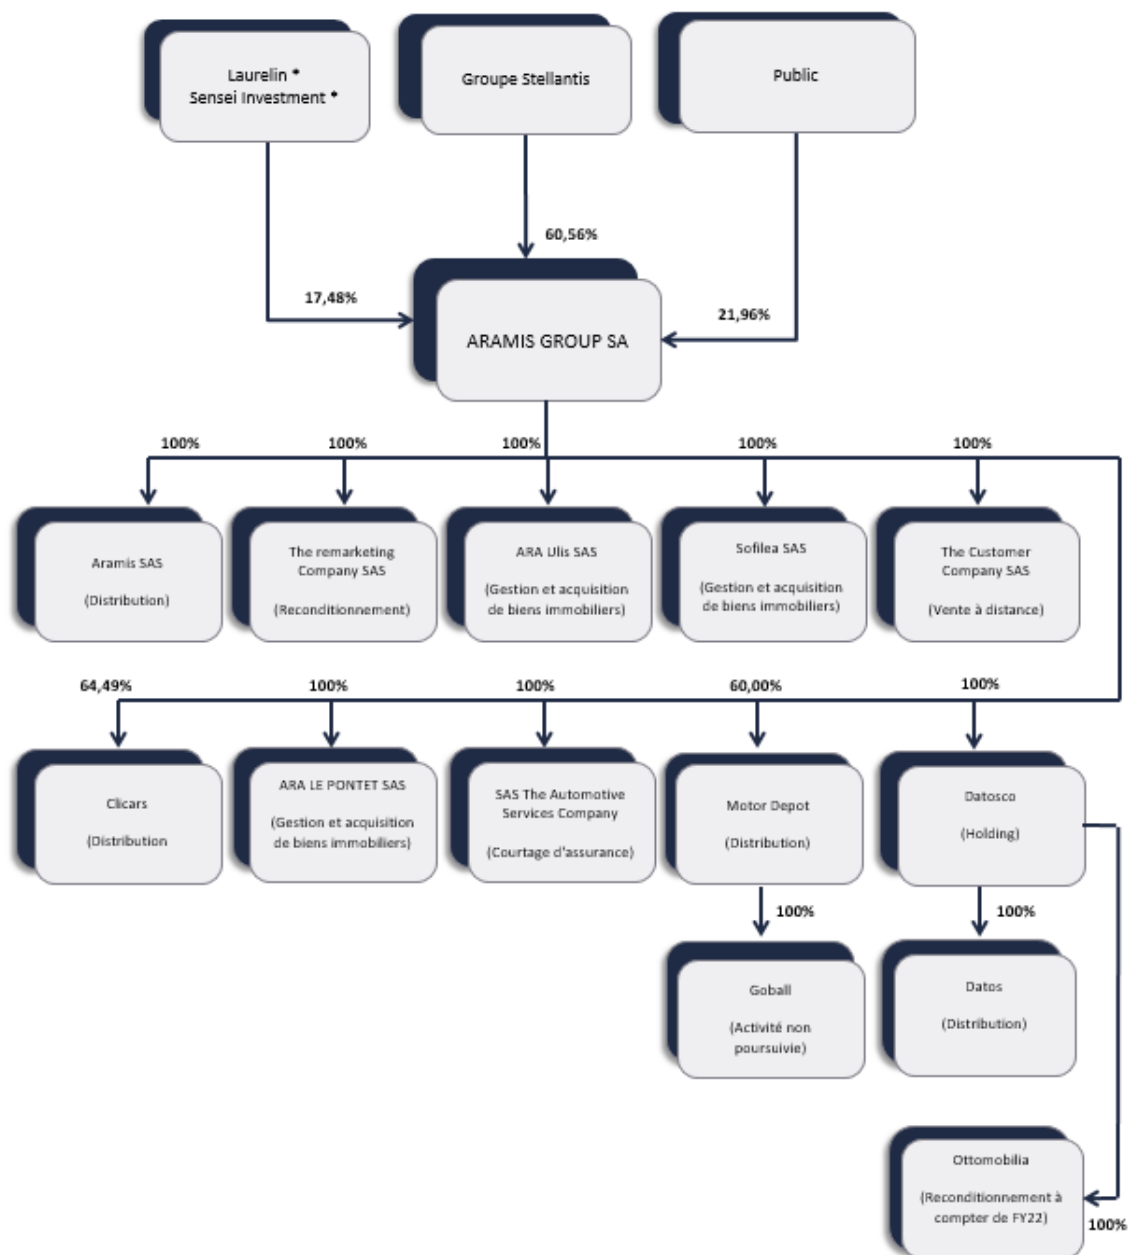 Laurelin *
Sensei Investment *
Groupe Stellantis
Public
60,56%
17,48%
21,96%
ARAMIS GROUP SA
100%
100%
100%
100%
100%
Aramis SAS
(Distribution)
The remarketing
Company SAS
(Reconditionnement)
ARA Ulis SAS
(Gestion et acquisition
de biens immobiliers)
Sofilea SAS
(Gestion et acquisition
de biens immobiliers)
The Customer
Company SAS
(Vente à distance)
64,49%
100%
100%
60,00%
100%
Clicars
(Distribution
ARA LE PONTET SAS
(Gestion et acquisition
de biens immobiliers)
SAS The Automotive
Services Company
(Courtage d'assurance)
Motor Depot
(Distribution)
Datosco
(Holding)
100%
100%
Goball
(Activité non
poursuivie)
Datos
(Distribution)
Ottomobilia
(Reconditionnement à
compter de FY22)
100%